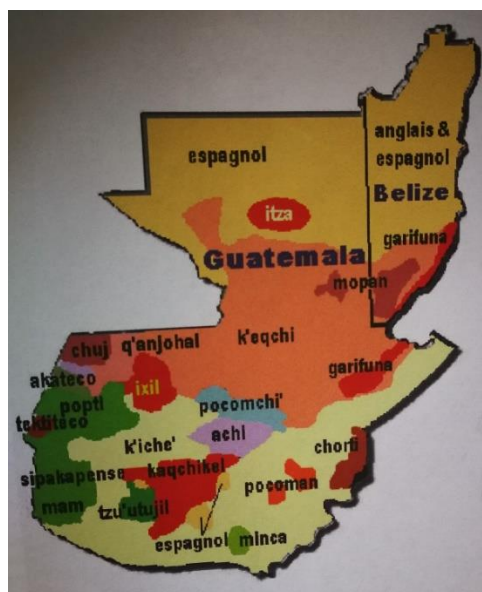 anglais &
espagnol
espagnol
Belize
itza
garifuna
Guatemala
mopan
chuj q'anjobal k'eqchi
akateco
ixil
garifuna
poptI
pocomchi'
tektiteco
achI
k'iche'
chorti
sipakapense kaqchikel
pocoman
mam
tzu'utujil
espagnol mInca